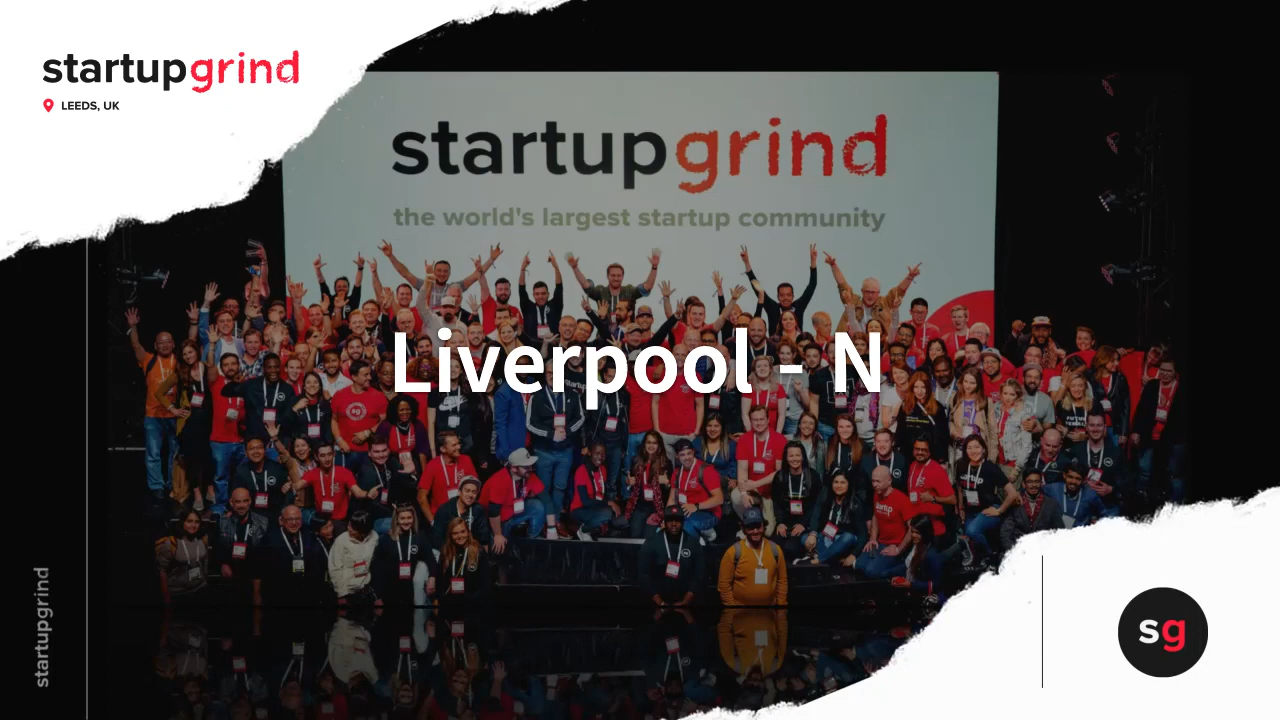 startupgrind
LEEDS, UK
startupgrind
the world's largest startup community
Liverpool - N
startupgrind
sg